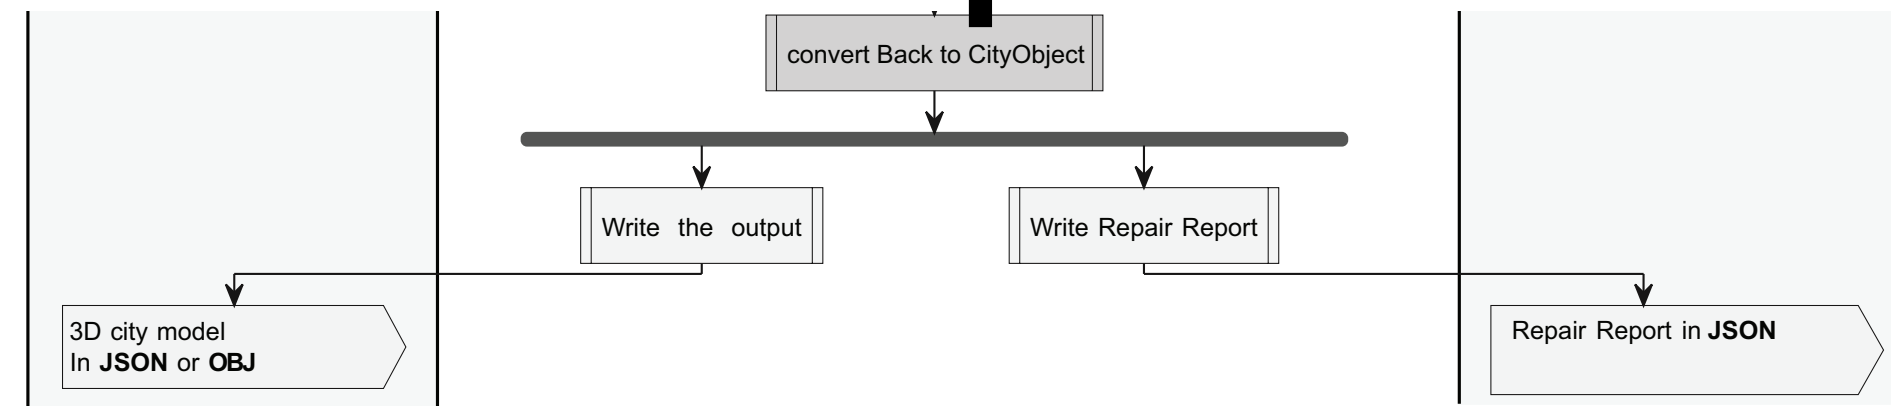 convert Back to CityObject
Write the output
Write Repair Report
3D city model
In JSON or OBJ
Repair Report in JSON